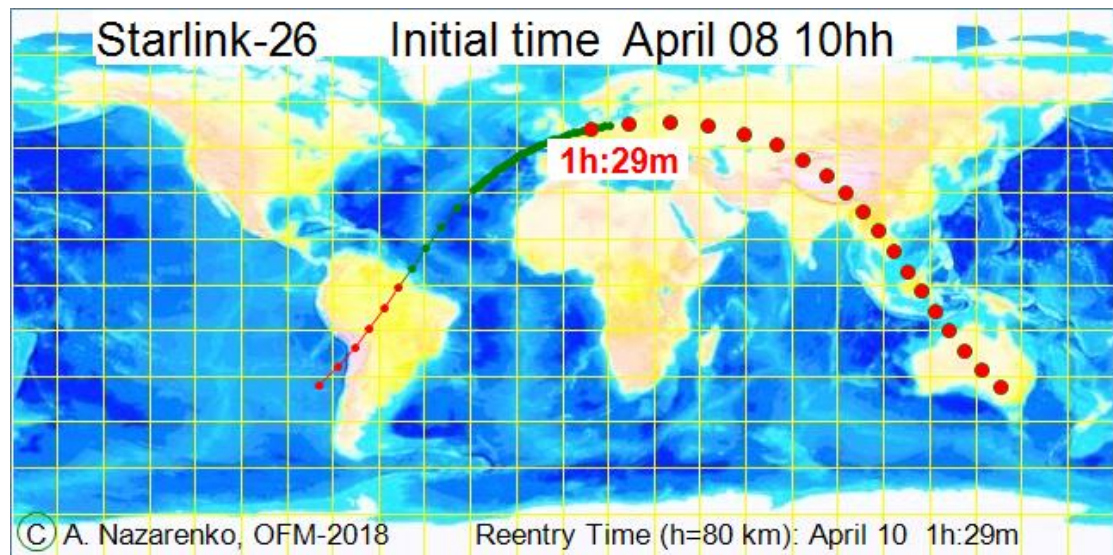 Starlink-26 Initial time April 08 10hh
1h:29m
© A. Nazarenko, OFM-2018 Reentry Time (h=80 km): April 10 1h:29m